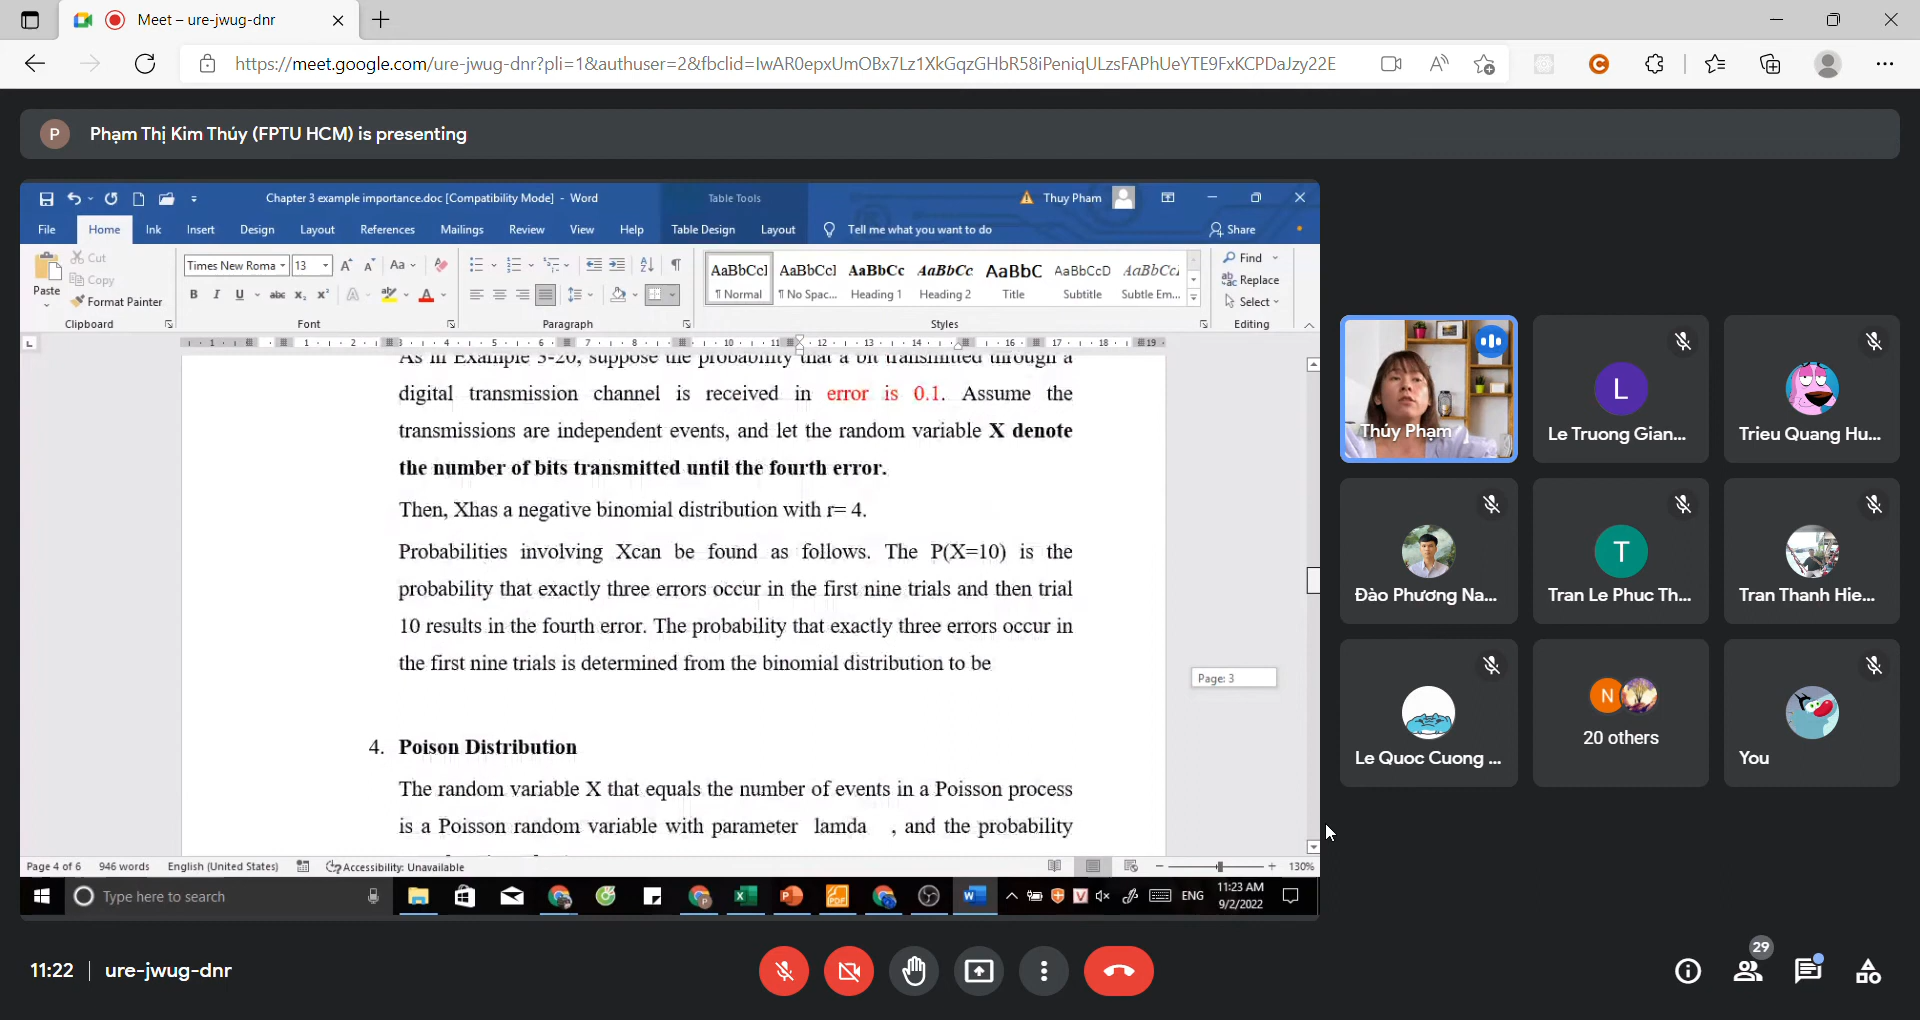 Meet – ure-jwug-dnr
https://meet.google.com/ure-jwug-dnr?pli=1&authuser=2&fbclid=IwAR0epxUmOBx7Lz1XkGqzGHbR58iPeniqULzsFAPhUeYTE9FxKCPDaJzy22E
P Phạm Thị Kim Thúy (FPTU HCM) is presenting
Chapter 3 example importance.doc [Compatibility Mode] - Word
Table Tools
Thuy Pham
File Home Ink Insert Design Layout References Mailings Review View Help Table Design Layout Tell me what you want to do Share
Paste
Cut
Copy
Format Painter
Clipboard
Times New Roma 13
Font
Paragraph
AaBbCcI AaBbCcI AaBbCc AaBbCc AaBbC AaBbCcD AaBbCcI
¶ Normal ¶ No Spac... Heading 1 Heading 2 Title Subtitle Subtle Em...
Styles
Find
Replace
Select
Editing
As in Example 3-20, suppose the probability that a bit transmitted through a
digital transmission channel is received in error is 0.1. Assume the
transmissions are independent events, and let the random variable X denote
the number of bits transmitted until the fourth error.
Then, Xhas a negative binomial distribution with r= 4.
Probabilities involving Xcan be found as follows. The P(X=10) is the
probability that exactly three errors occur in the first nine trials and then trial
10 results in the fourth error. The probability that exactly three errors occur in
the first nine trials is determined from the binomial distribution to be
Page: 3
4. Poison Distribution
The random variable X that equals the number of events in a Poisson process
is a Poisson random variable with parameter lamda , and the probability
Page 4 of 6 946 words English (United States) Accessibility: Unavailable 130%
Type here to search
ENG
11:23 AM
9/2/2022
Thúy Phạm
L
Le Truong Gian...
Trieu Quang Hu...
Đào Phương Na...
T
Tran Le Phuc Th...
Tran Thanh Hie...
Le Quoc Cuong ...
N
20 others
You
11:22 | ure-jwug-dnr
29